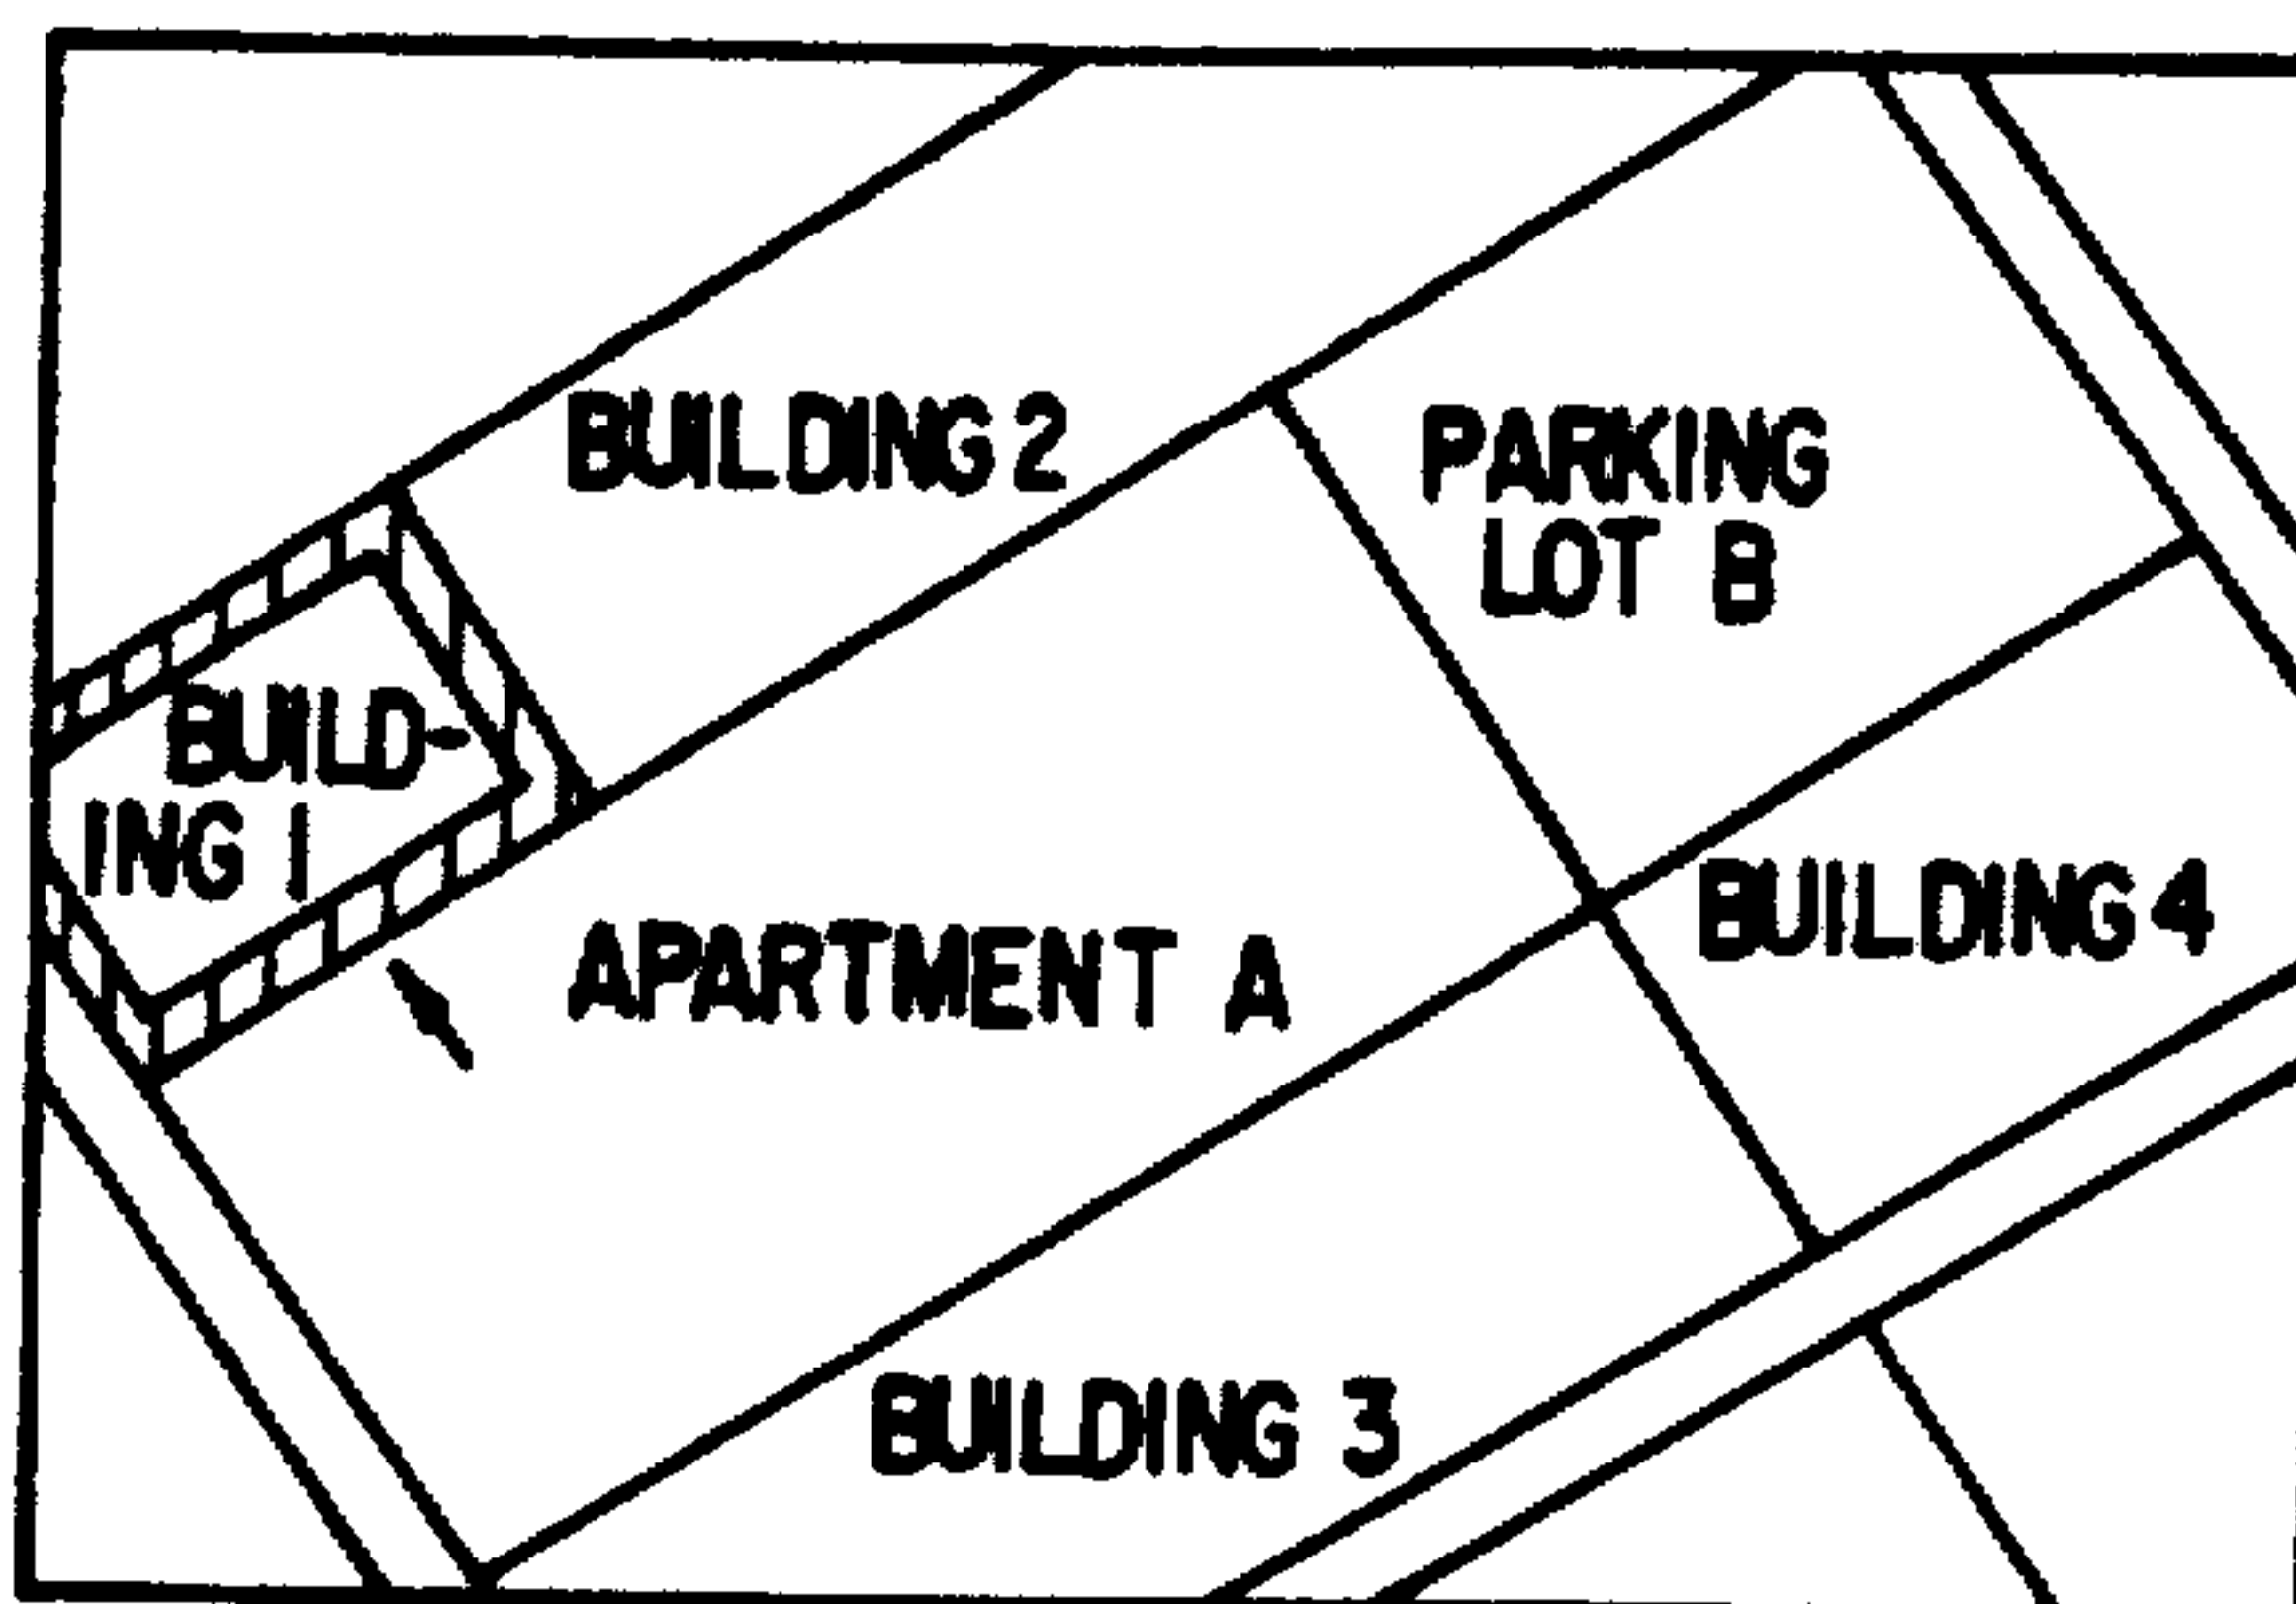 BUILDING 2
PARKING
LOT B
BUILD-
ING 1
APARTMENT A
BUILDING 4
BUILDING 3